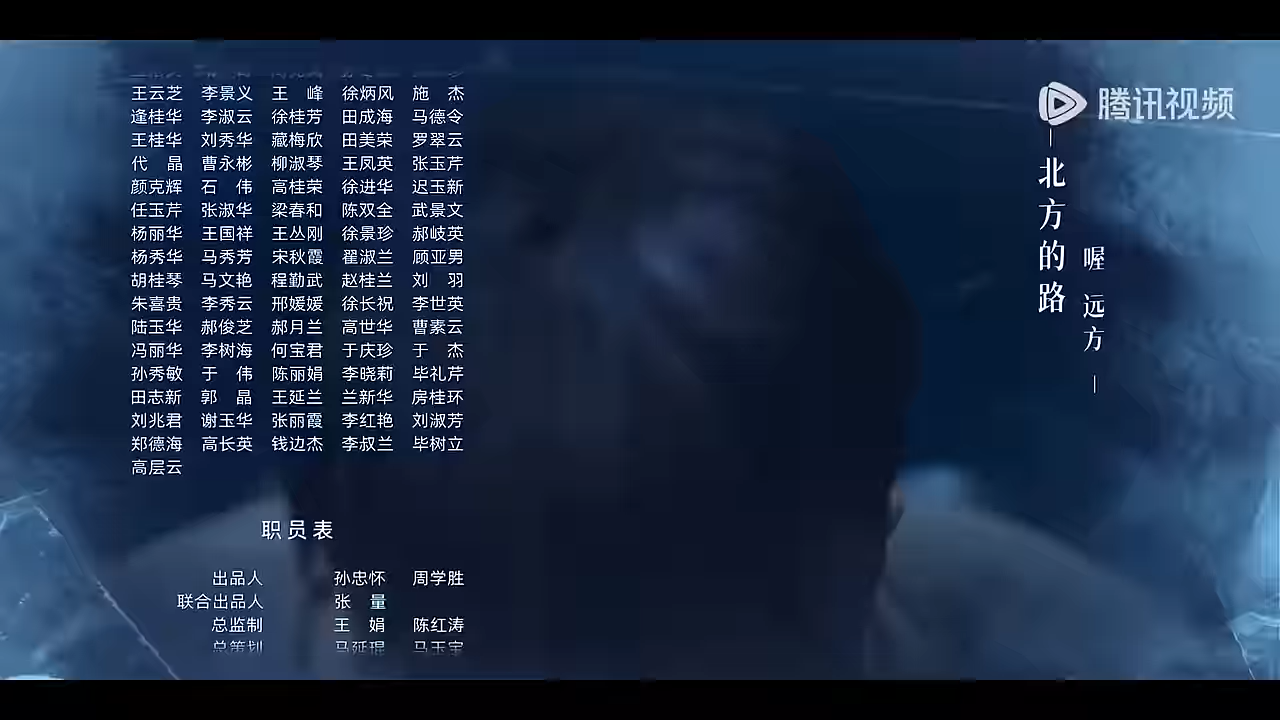 王云芝 李景义 王 峰 徐炳风 施 杰
逢桂华 李淑云 徐桂芳 田成海 马德令
王桂华 刘秀华 藏梅欣 田美荣 罗翠云
代 晶 曹永彬 柳淑琴 王凤英 张玉芹
颜克辉 石 伟 高桂荣 徐进华 迟玉新
任玉芹 张淑华 梁春和 陈双全 武景文
杨丽华 王国祥 王丛刚 徐景珍 郝岐英
杨秀华 马秀芳 宋秋霞 翟淑兰 顾亚男
胡桂琴 马文艳 程勤武 赵桂兰 刘 羽
朱喜贵 李秀云 邢媛媛 徐长祝 李世英
陆玉华 郝俊芝 郝月兰 高世华 曹素云
冯丽华 李树海 何宝君 于庆珍 于 杰
孙秀敏 于 伟 陈丽娟 李晓莉 毕礼芹
田志新 郭 晶 王延兰 兰新华 房桂环
刘兆君 谢玉华 张丽霞 李红艳 刘淑芳
郑德海 高长英 钱边杰 李叔兰 毕树立
高层云
职员表
出品人 孙忠怀 周学胜
联合出品人 张 量
总监制 王 娟 陈红涛
总策划 马延琨 马玉宝
腾讯视频
北方的路
喔 远方